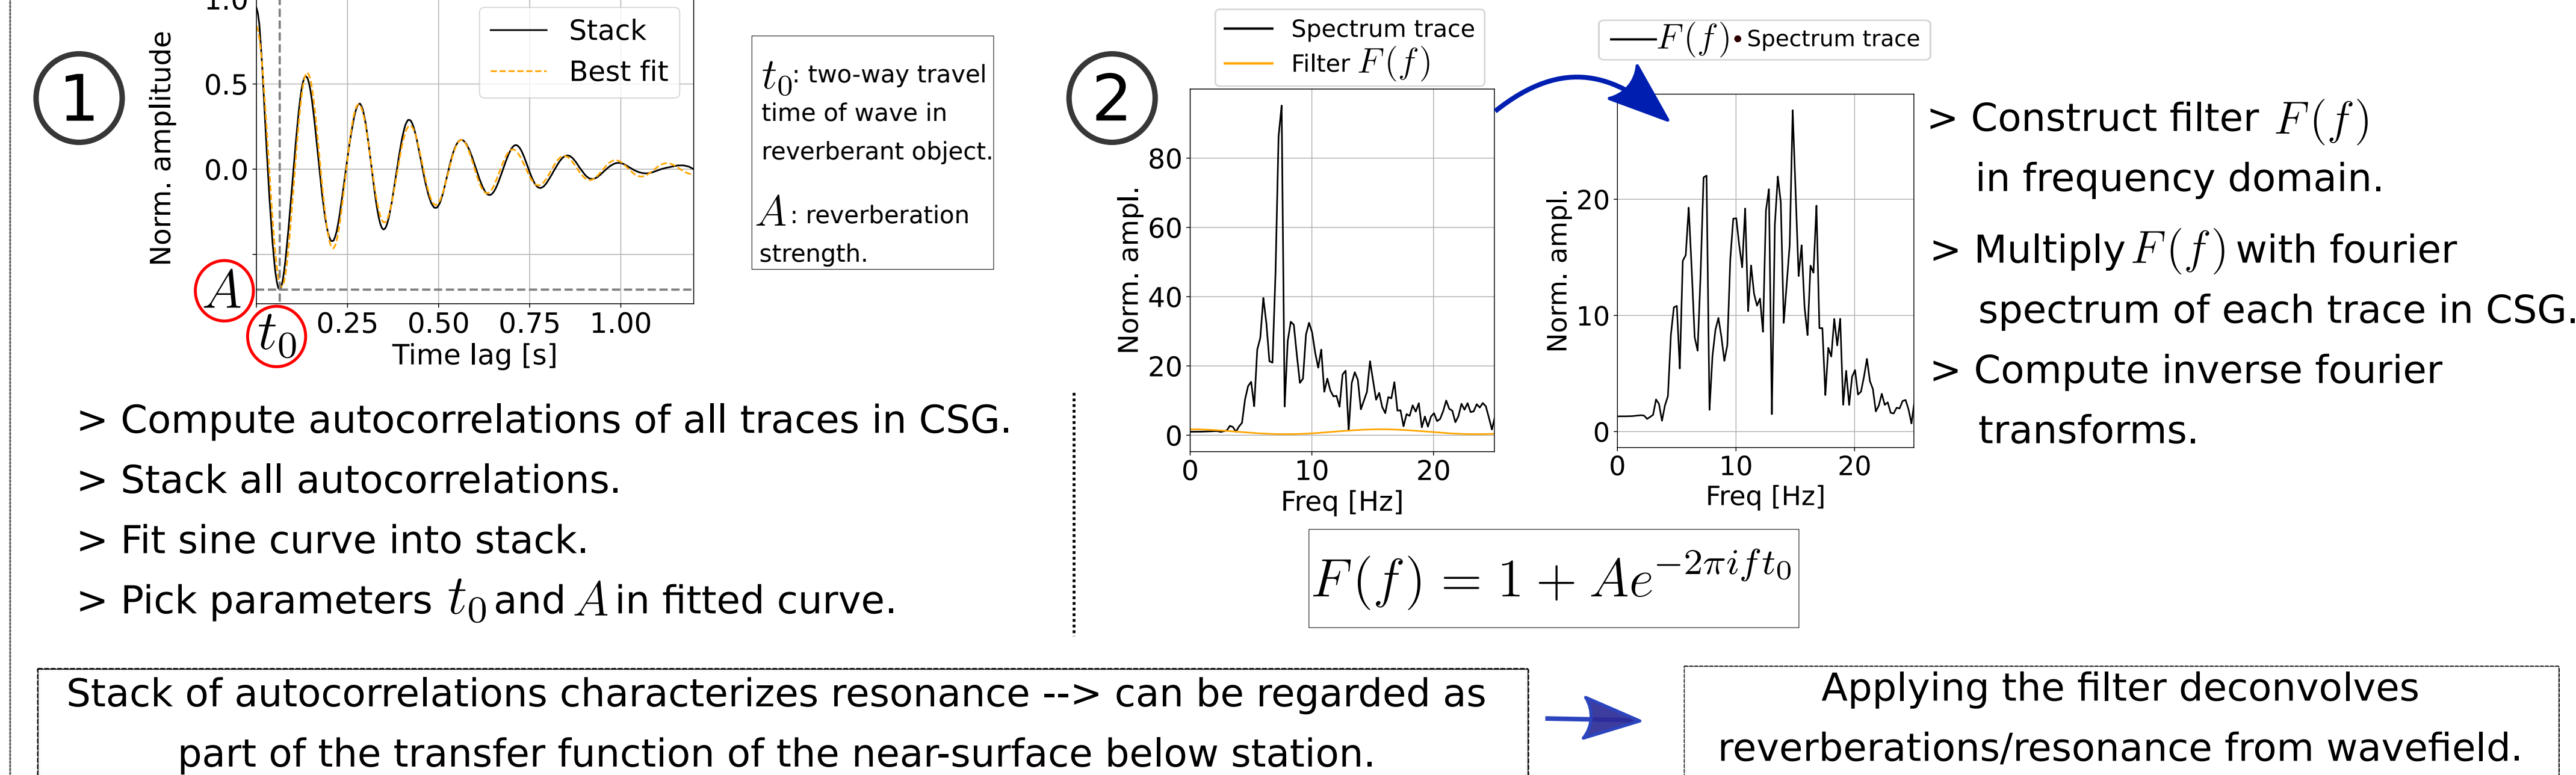 1
1.0
0.5
0.0
Norm. amplitude
Stack
Best fit
A
t₀
0.25 0.50 0.75 1.00
Time lag [s]
t₀: two-way travel
time of wave in
reverberant object.
A: reverberation
strength.
> Compute autocorrelations of all traces in CSG.
> Stack all autocorrelations.
> Fit sine curve into stack.
> Pick parameters t₀ and A in fitted curve.
2
Spectrum trace
Filter F(f)
80
60
40
20
0
Norm. ampl.
0 10 20
Freq [Hz]
F(f)•Spectrum trace
20
10
0
Norm. ampl.
0 10 20
Freq [Hz]
F(f) = 1 + Ae^{−2πift₀}
> Construct filter F(f)
in frequency domain.
> Multiply F(f) with fourier
spectrum of each trace in CSG.
> Compute inverse fourier
transforms.
Stack of autocorrelations characterizes resonance --> can be regarded as
part of the transfer function of the near-surface below station.
Applying the filter deconvolves
reverberations/resonance from wavefield.